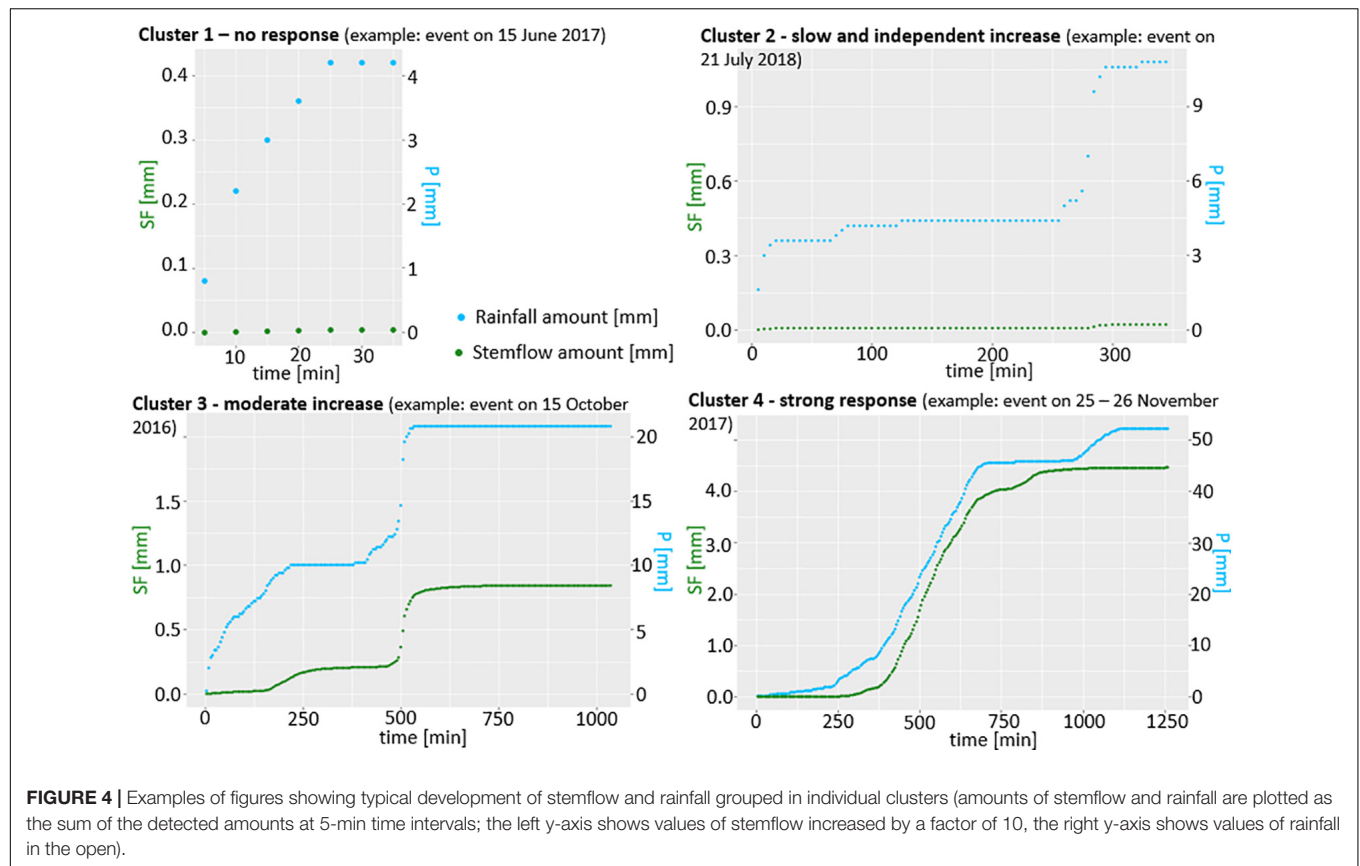 Cluster 1 – no response (example: event on 15 June 2017)
0.4
0.3
0.2
0.1
0.0
SF [mm]
4
3
2
1
0
P [mm]
10
20
30
time [min]
Rainfall amount [mm]
Stemflow amount [mm]
Cluster 2 - slow and independent increase (example: event on
21 July 2018)
0.9
0.6
0.3
0.0
SF [mm]
9
6
3
0
P [mm]
0
100
200
300
time [min]
Cluster 3 - moderate increase (example: event on 15 October
2016)
1.5
1.0
0.5
0.0
SF [mm]
20
15
10
5
0
P [mm]
0
250
500
750
1000
time [min]
Cluster 4 - strong response (example: event on 25 – 26 November
2017)
4.0
3.0
2.0
1.0
0.0
SF [mm]
50
40
30
20
10
0
P [mm]
0
250
500
750
1000
1250
time [min]
FIGURE 4 | Examples of figures showing typical development of stemflow and rainfall grouped in individual clusters (amounts of stemflow and rainfall are plotted as
the sum of the detected amounts at 5-min time intervals; the left y-axis shows values of stemflow increased by a factor of 10, the right y-axis shows values of rainfall
in the open).